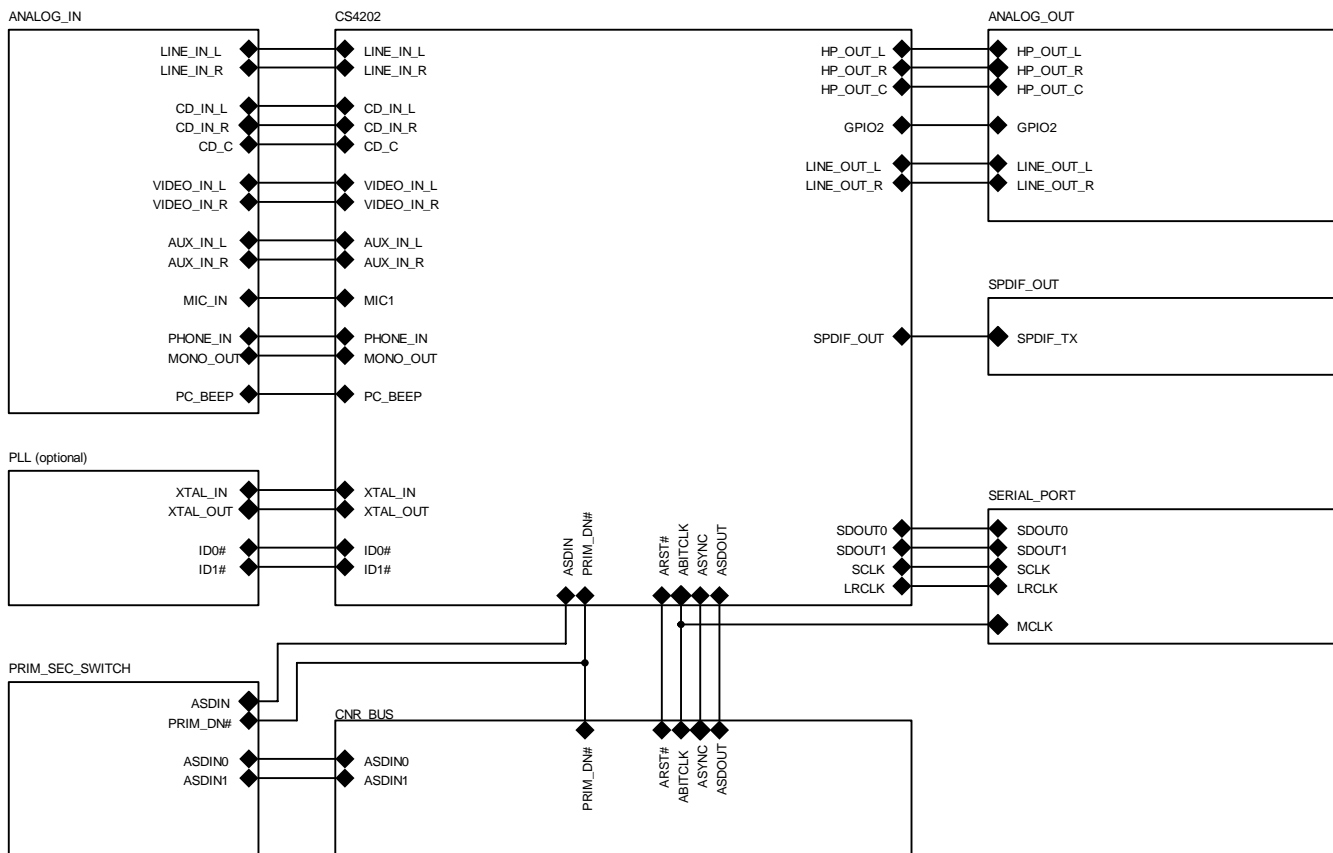 ANALOG_IN
LINE_IN_L
LINE_IN_R
CD_IN_L
CD_IN_R
CD_C
VIDEO_IN_L
VIDEO_IN_R
AUX_IN_L
AUX_IN_R
MIC_IN
PHONE_IN
MONO_OUT
PC_BEEP
CS4202
LINE_IN_L
LINE_IN_R
CD_IN_L
CD_IN_R
CD_C
VIDEO_IN_L
VIDEO_IN_R
AUX_IN_L
AUX_IN_R
MIC1
PHONE_IN
MONO_OUT
PC_BEEP
XTAL_IN
XTAL_OUT
ID0#
ID1#
HP_OUT_L
HP_OUT_R
HP_OUT_C
GPIO2
LINE_OUT_L
LINE_OUT_R
SPDIF_OUT
SDOUT0
SDOUT1
SCLK
LRCLK
ASDIN
PRIM_DN#
ARST#
ABITCLK
ASYNC
ASDOUT
ANALOG_OUT
HP_OUT_L
HP_OUT_R
HP_OUT_C
GPIO2
LINE_OUT_L
LINE_OUT_R
SPDIF_OUT
SPDIF_TX
SERIAL_PORT
SDOUT0
SDOUT1
SCLK
LRCLK
MCLK
PLL (optional)
XTAL_IN
XTAL_OUT
ID0#
ID1#
PRIM_SEC_SWITCH
ASDIN
PRIM_DN#
ASDIN0
ASDIN1
CNR_BUS
ASDIN0
ASDIN1
PRIM_DN#
ARST#
ABITCLK
ASYNC
ASDOUT